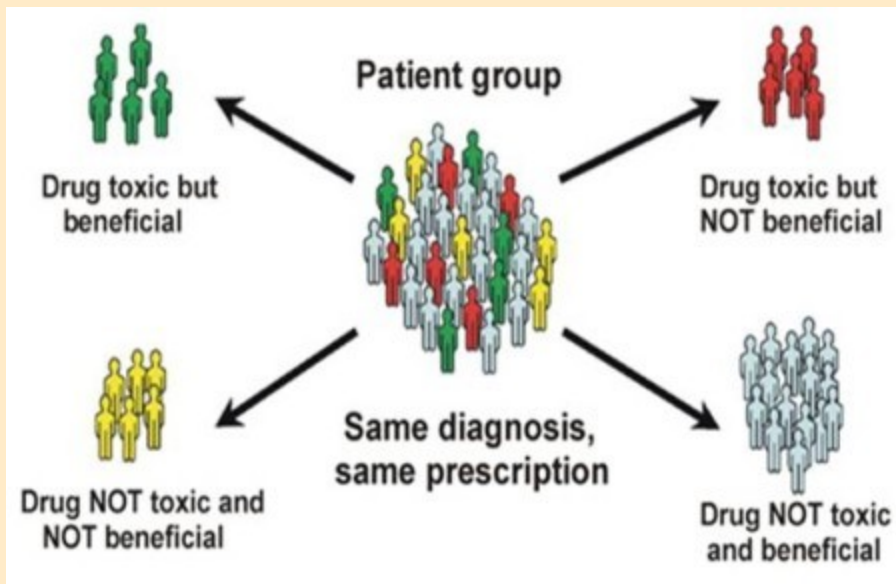 Patient group
Drug toxic but
beneficial
Drug toxic but
NOT beneficial
Same diagnosis,
same prescription
Drug NOT toxic and
NOT beneficial
Drug NOT toxic
and beneficial